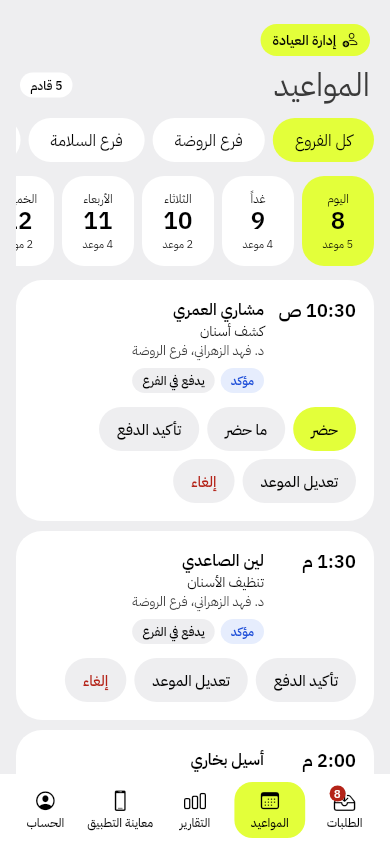 إدارة العيادة
المواعيد
5 قادم
كل الفروع
فرع الروضة
فرع السلامة
اليوم
8
5 موعد
غداً
9
4 موعد
الثلاثاء
10
2 موعد
الأربعاء
11
4 موعد
10:30 ص
مشاري العمري
كشف أسنان
د. فهد الزهراني، فرع الروضة
مؤكد
يدفع في الفرع
حضر
ما حضر
تأكيد الدفع
تعديل الموعد
إلغاء
1:30 م
لين الصاعدي
تنظيف الأسنان
د. فهد الزهراني، فرع الروضة
مؤكد
يدفع في الفرع
تأكيد الدفع
تعديل الموعد
إلغاء
2:00 م
أسيل بخاري
8
الطلبات
المواعيد
التقارير
معاينة التطبيق
الحساب